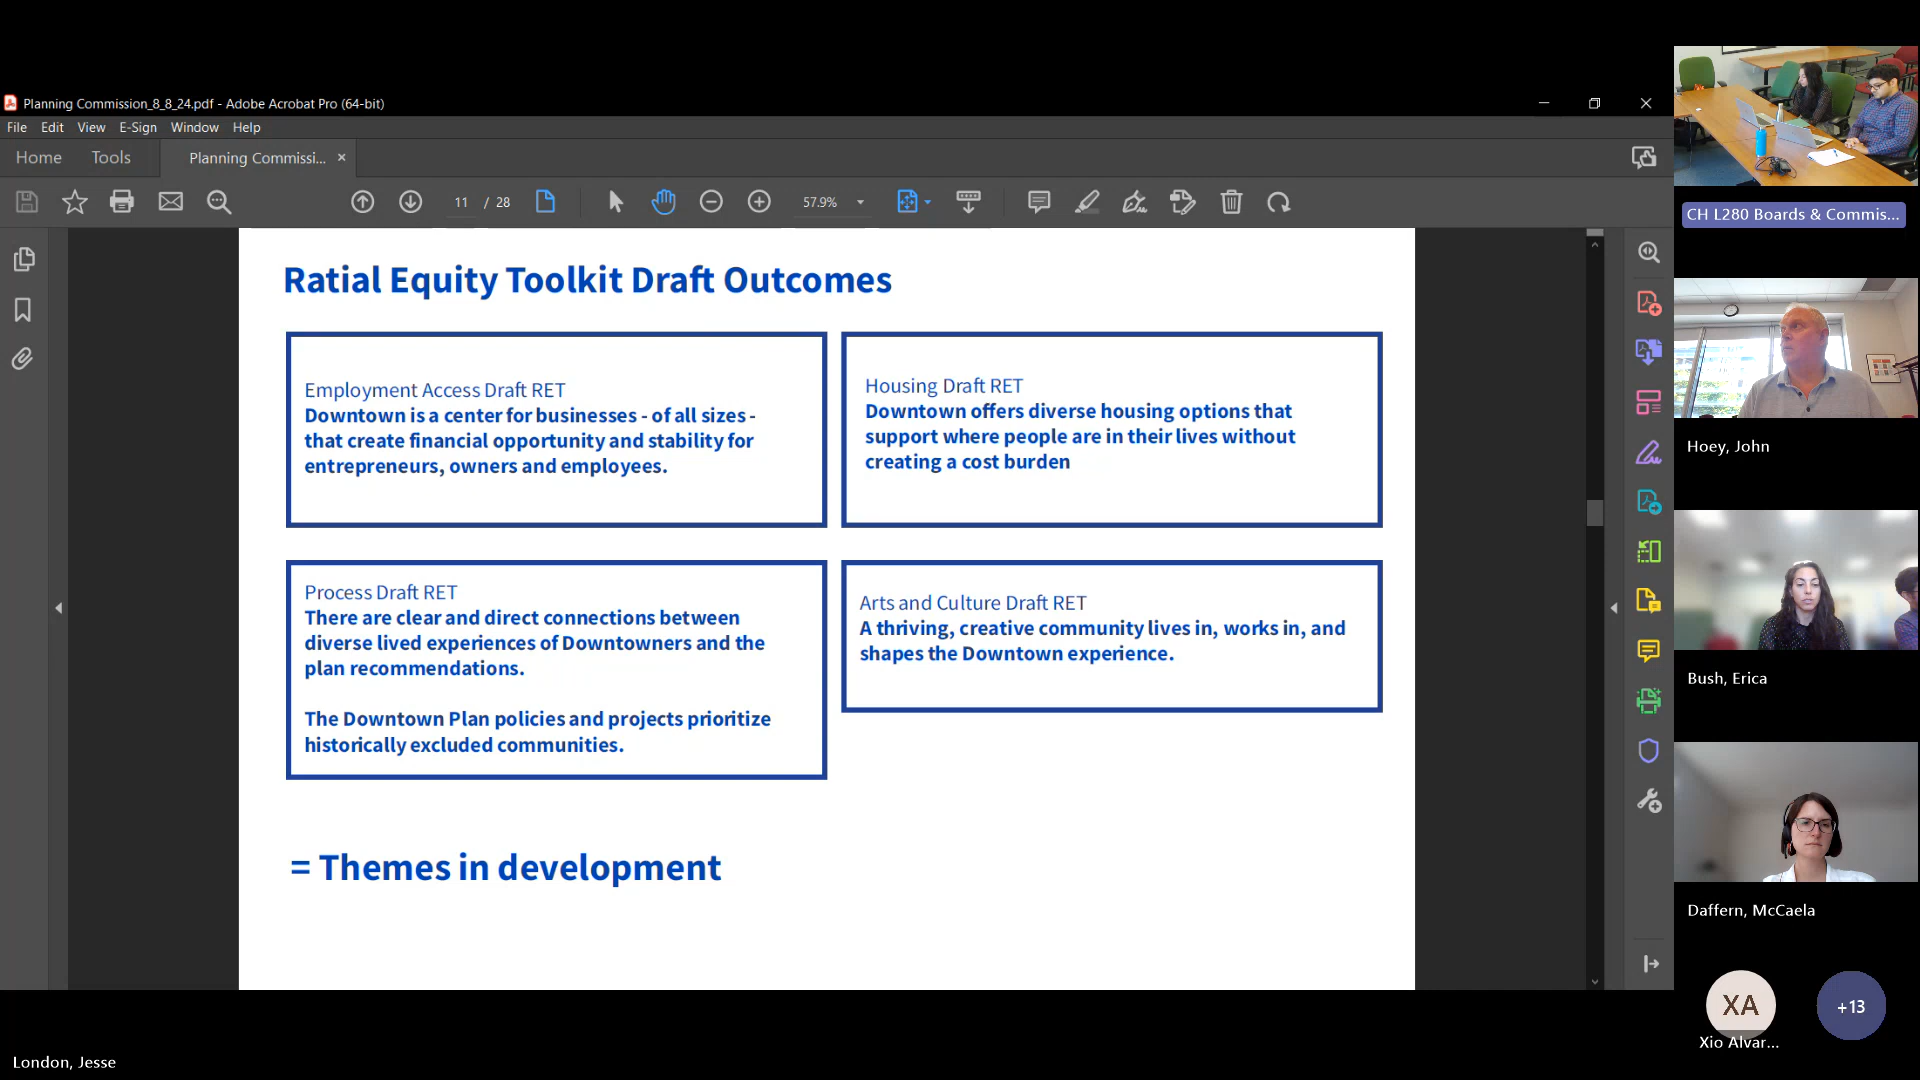 Planning Commission_8_8_24.pdf - Adobe Acrobat Pro (64-bit)
File Edit View E-Sign Window Help
Home Tools Planning Commissi... ×
11 / 28 57.9%
Ratial Equity Toolkit Draft Outcomes
Employment Access Draft RET
Downtown is a center for businesses - of all sizes -
that create financial opportunity and stability for
entrepreneurs, owners and employees.
Housing Draft RET
Downtown offers diverse housing options that
support where people are in their lives without
creating a cost burden
Process Draft RET
There are clear and direct connections between
diverse lived experiences of Downtowners and the
plan recommendations.
The Downtown Plan policies and projects prioritize
historically excluded communities.
Arts and Culture Draft RET
A thriving, creative community lives in, works in, and
shapes the Downtown experience.
= Themes in development
CH L280 Boards & Commis...
Hoey, John
Bush, Erica
Daffern, McCaela
XA +13
Xio Alvar...
London, Jesse